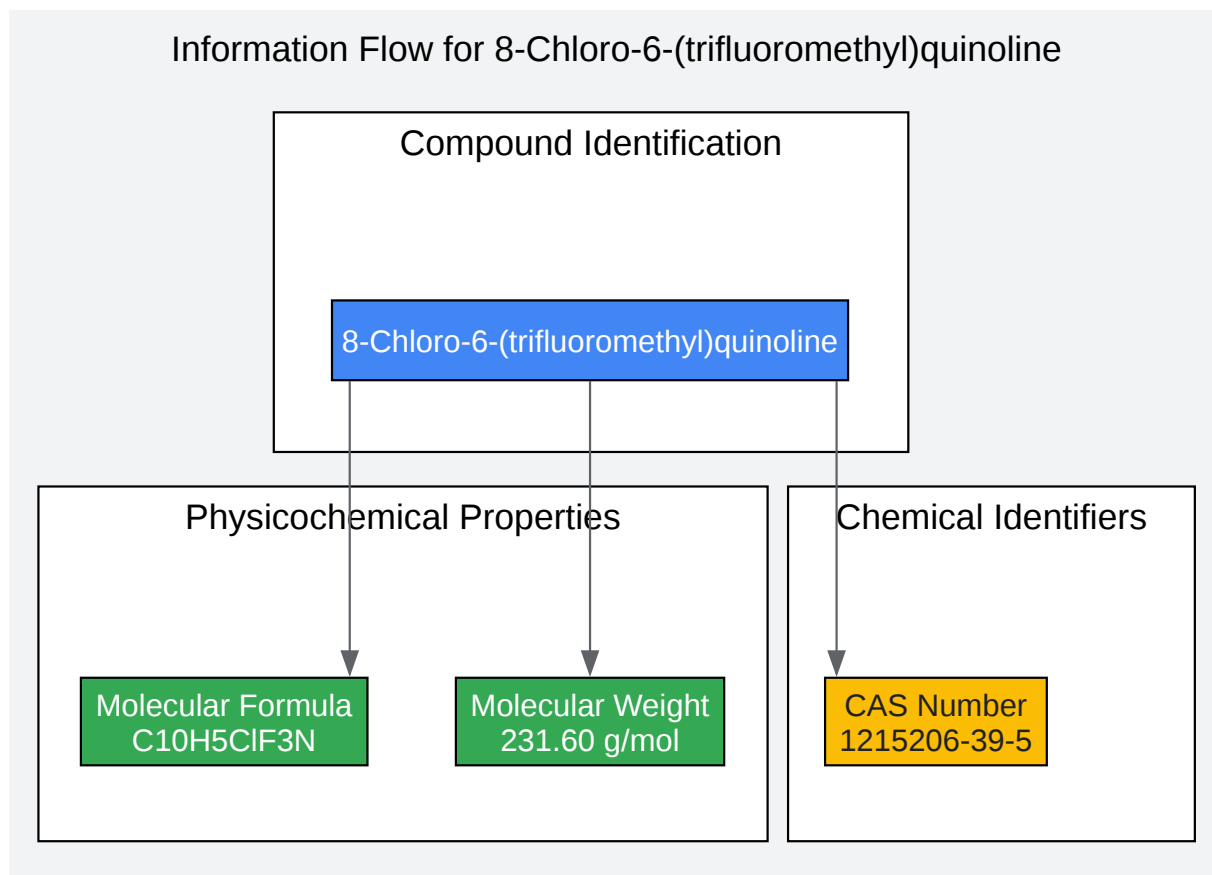 Information Flow for 8-Chloro-6-(trifluoromethyl)quinoline
Compound Identification
8-Chloro-6-(trifluoromethyl)quinoline
Physicochemical Properties
Chemical Identifiers
Molecular Formula
C10H5ClF3N
Molecular Weight
231.60 g/mol
CAS Number
1215206-39-5